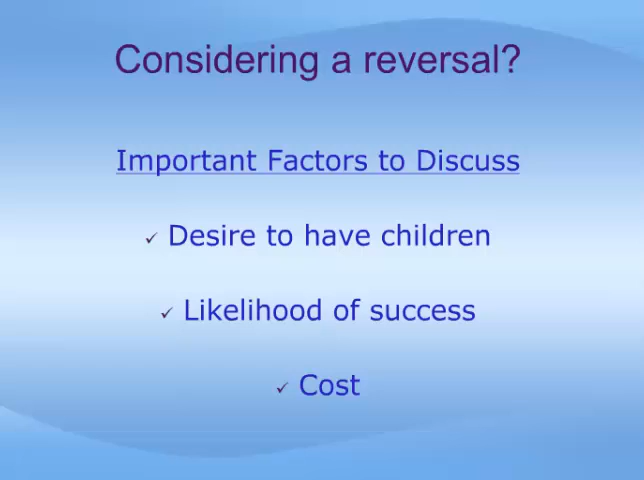 Considering a reversal?
Important Factors to Discuss
✓ Desire to have children
✓ Likelihood of success
✓ Cost